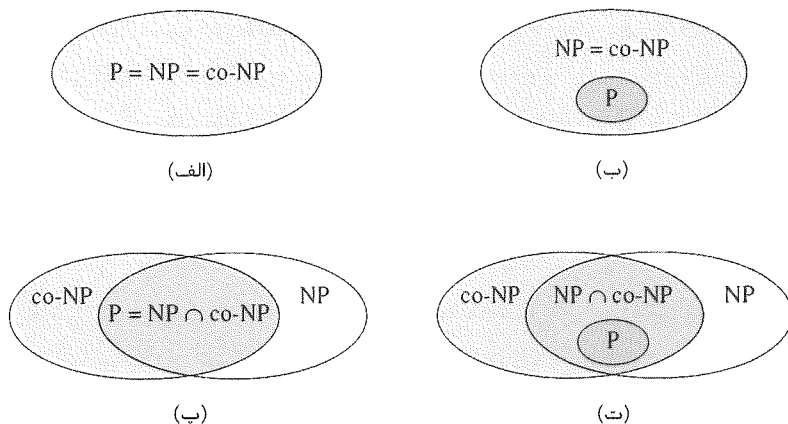 P = NP = co-NP
(الف)
NP = co-NP
P
(ب)
co-NP
P = NP ∩ co-NP
NP
(پ)
co-NP
NP ∩ co-NP
NP
P
(ت)